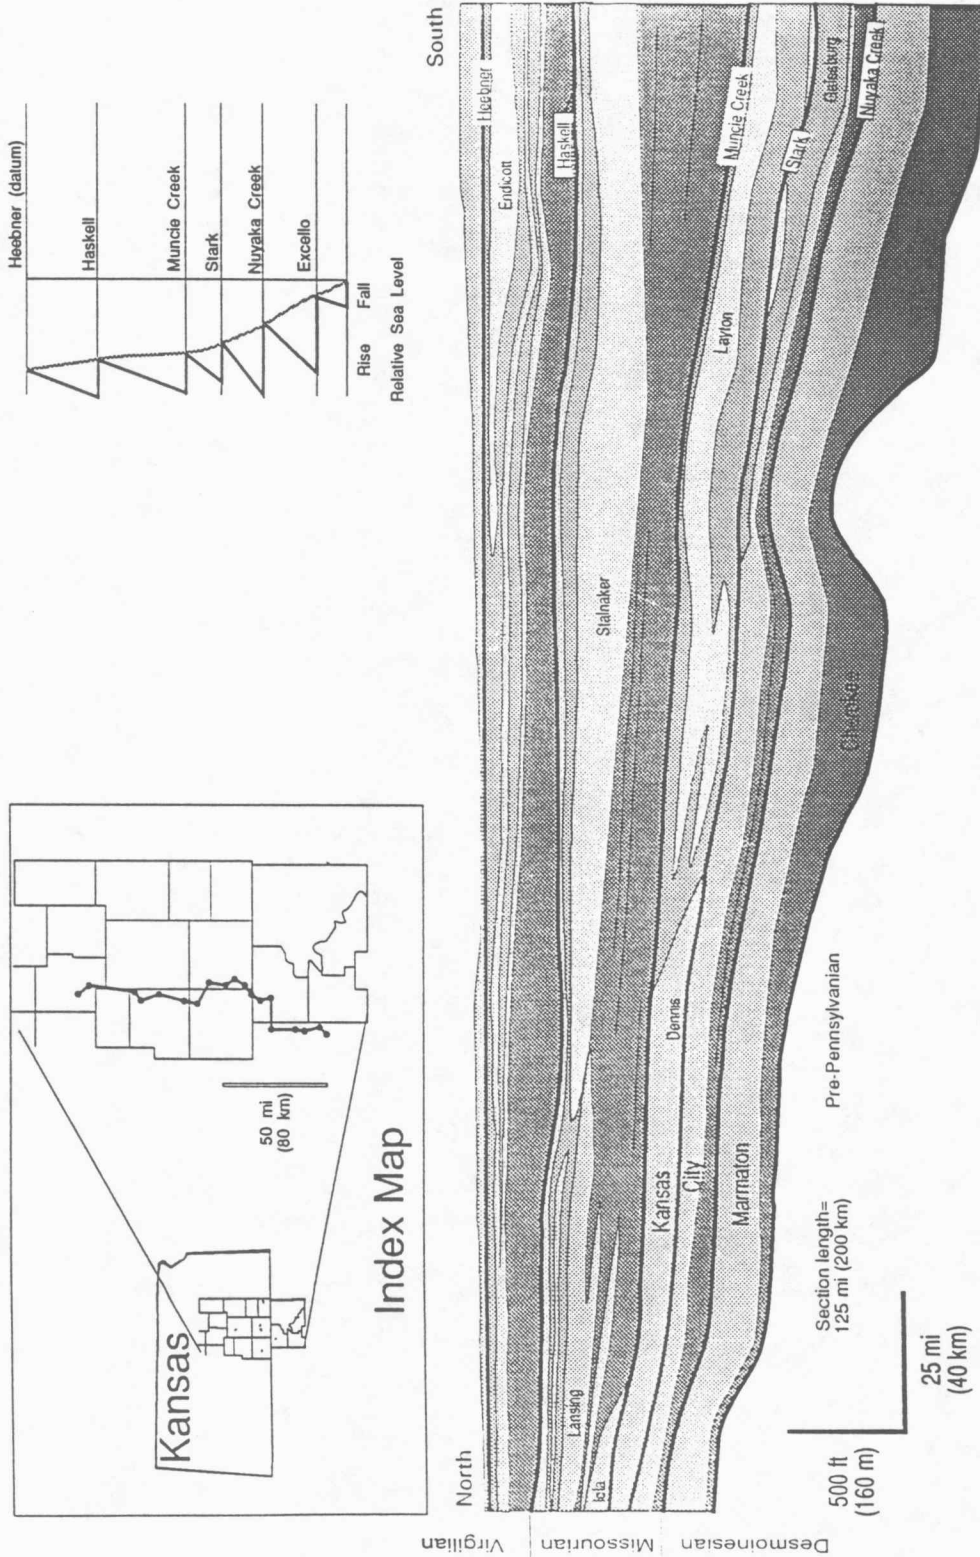 Kansas
Index Map
50 mi
(80 km)
Heebner (datum)
Haskell
Muncie Creek
Stark
Nuyaka Creek
Excello
Rise
Fall
Relative Sea Level
North
South
Virgilian
Missourian
Desmoinesian
Heebner
Endicott
Haskell
Stalnaker
Lansing
Iola
Kansas
City
Dennis
Layton
Muncie Creek
Stark
Galesburg
Nuyaka Creek
Marmaton
Cherokee
Pre-Pennsylvanian
Section length=
125 mi (200 km)
500 ft
(160 m)
25 mi
(40 km)